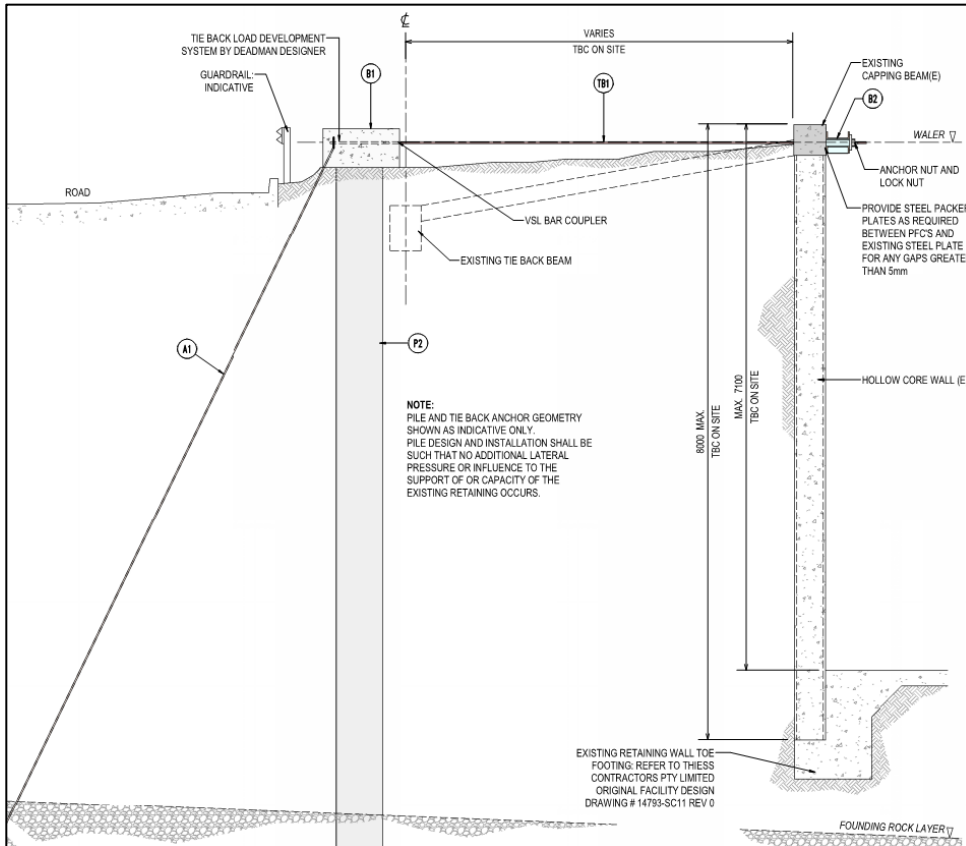 ℄
VARIES
TBC ON SITE
TIE BACK LOAD DEVELOPMENT
SYSTEM BY DEADMAN DESIGNER
GUARDRAIL:
INDICATIVE
B1
TB1
EXISTING
CAPPING BEAM(E)
B2
WALER
ANCHOR NUT AND
LOCK NUT
ROAD
VSL BAR COUPLER
PROVIDE STEEL PACKE
PLATES AS REQUIRED
BETWEEN PFC'S AND
EXISTING STEEL PLATE
FOR ANY GAPS GREATE
THAN 5mm
EXISTING TIE BACK BEAM
A1
P2
8000 MAX.
TBC ON SITE
MAX. 7100
TBC ON SITE
HOLLOW CORE WALL (E
NOTE:
PILE AND TIE BACK ANCHOR GEOMETRY
SHOWN AS INDICATIVE ONLY.
PILE DESIGN AND INSTALLATION SHALL BE
SUCH THAT NO ADDITIONAL LATERAL
PRESSURE OR INFLUENCE TO THE
SUPPORT OF OR CAPACITY OF THE
EXISTING RETAINING OCCURS.
EXISTING RETAINING WALL TOE
FOOTING: REFER TO THIESS
CONTRACTORS PTY LIMITED
ORIGINAL FACILITY DESIGN
DRAWING # 14793-SC11 REV 0
FOUNDING ROCK LAYER